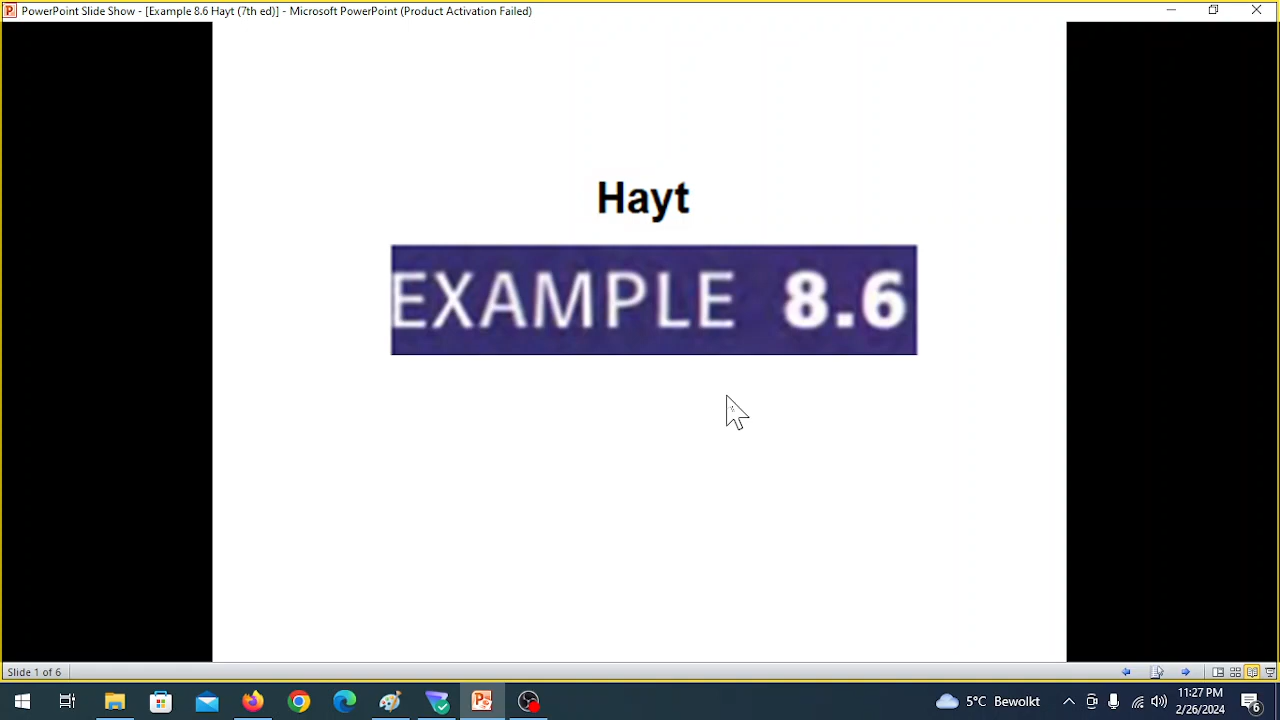 PowerPoint Slide Show - [Example 8.6 Hayt (7th ed)] - Microsoft PowerPoint (Product Activation Failed)
Hayt
EXAMPLE 8.6
Slide 1 of 6
5°C Bewolkt
11:27 PM
2/26/2024
6